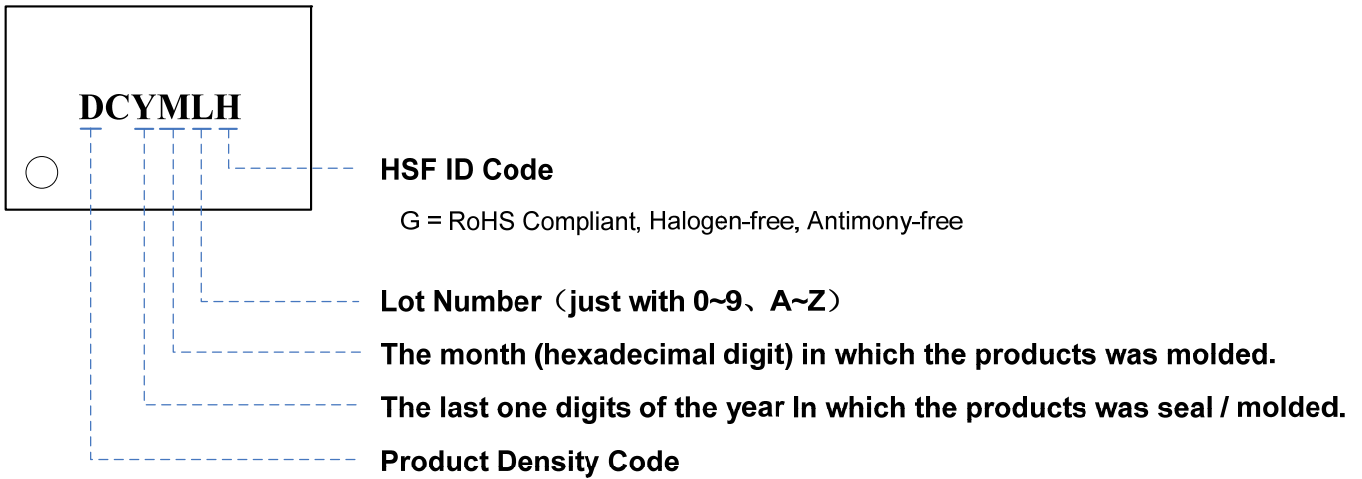 DCYMLH
HSF ID Code
G = RoHS Compliant, Halogen-free, Antimony-free
Lot Number（just with 0~9、A~Z）
The month (hexadecimal digit) in which the products was molded.
The last one digits of the year In which the products was seal / molded.
Product Density Code